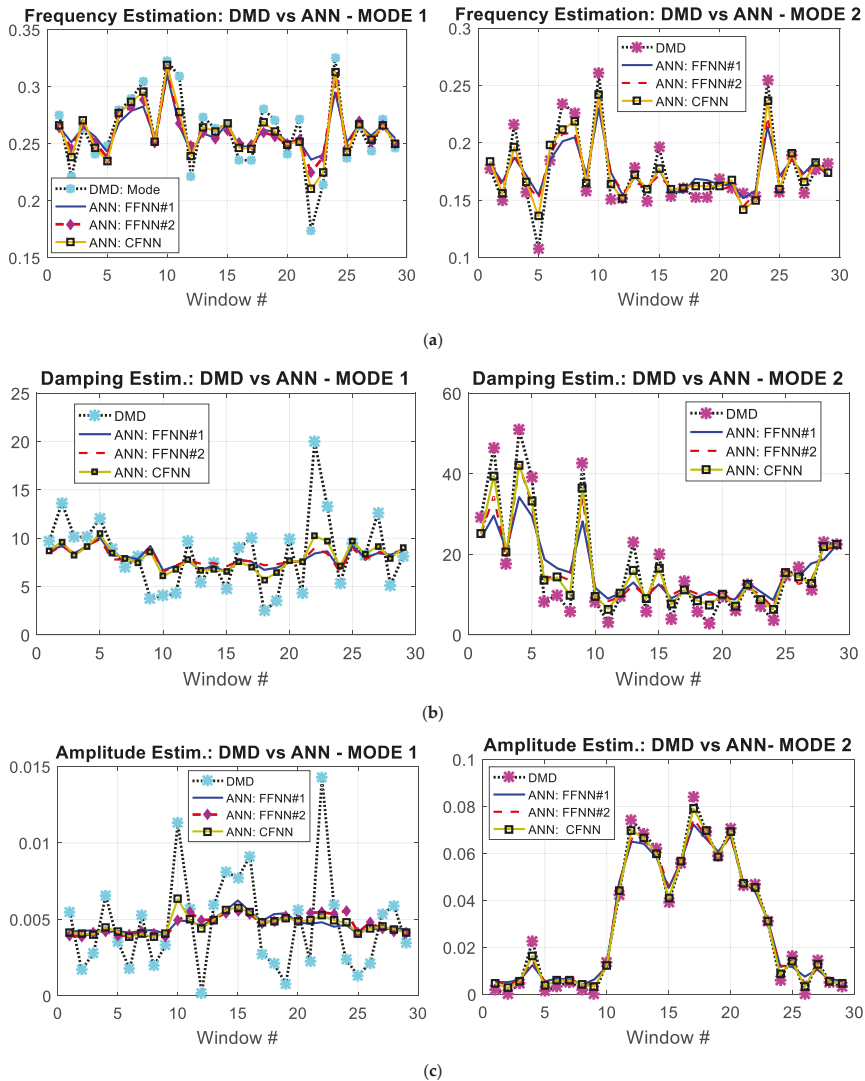 Frequency Estimation: DMD vs ANN - MODE 1
0.35
0.3
0.25
0.2
0.15
DMD: Mode
ANN: FFNN#1
ANN: FFNN#2
ANN: CFNN
0 5 10 15 20 25 30
Window #
Frequency Estimation: DMD vs ANN - MODE 2
0.3
0.25
0.2
0.15
0.1
DMD
ANN: FFNN#1
ANN: FFNN#2
ANN: CFNN
0 5 10 15 20 25 30
Window #
(a)
Damping Estim.: DMD vs ANN - MODE 1
25
20
15
10
5
0
DMD
ANN: FFNN#1
ANN: FFNN#2
ANN: CFNN
0 5 10 15 20 25 30
Window #
Damping Estim.: DMD vs ANN - MODE 2
60
40
20
0
DMD
ANN: FFNN#1
ANN: FFNN#2
ANN: CFNN
0 5 10 15 20 25 30
Window #
(b)
Amplitude Estim.: DMD vs ANN - MODE 1
0.015
0.01
0.005
0
DMD
ANN: FFNN#1
ANN: FFNN#2
ANN: CFNN
0 5 10 15 20 25 30
Window #
Amplitude Estim.: DMD vs ANN- MODE 2
0.1
0.08
0.06
0.04
0.02
0
DMD
ANN: FFNN#1
ANN: FFNN#2
ANN: CFNN
0 5 10 15 20 25 30
Window #
(c)